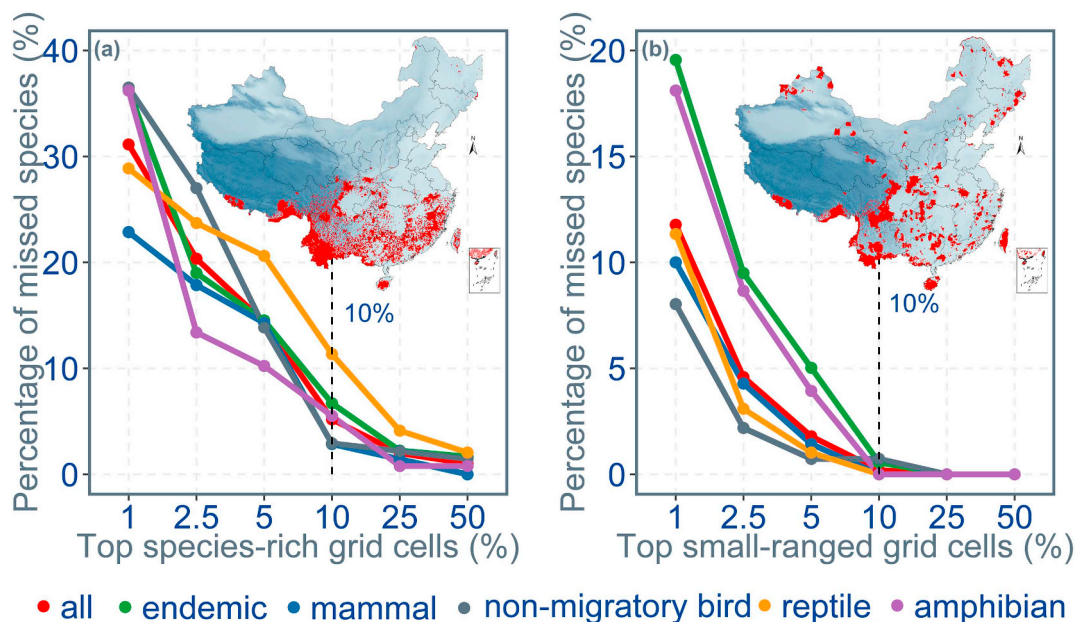 Percentage of missed species (%)
40
30
20
10
0
(a)
N
10%
1 2.5 5 10 25 50
Top species-rich grid cells (%)
Percentage of missed species (%)
20
15
10
5
0
(b)
N
10%
1 2.5 5 10 25 50
Top small-ranged grid cells (%)
all endemic mammal non-migratory bird reptile amphibian